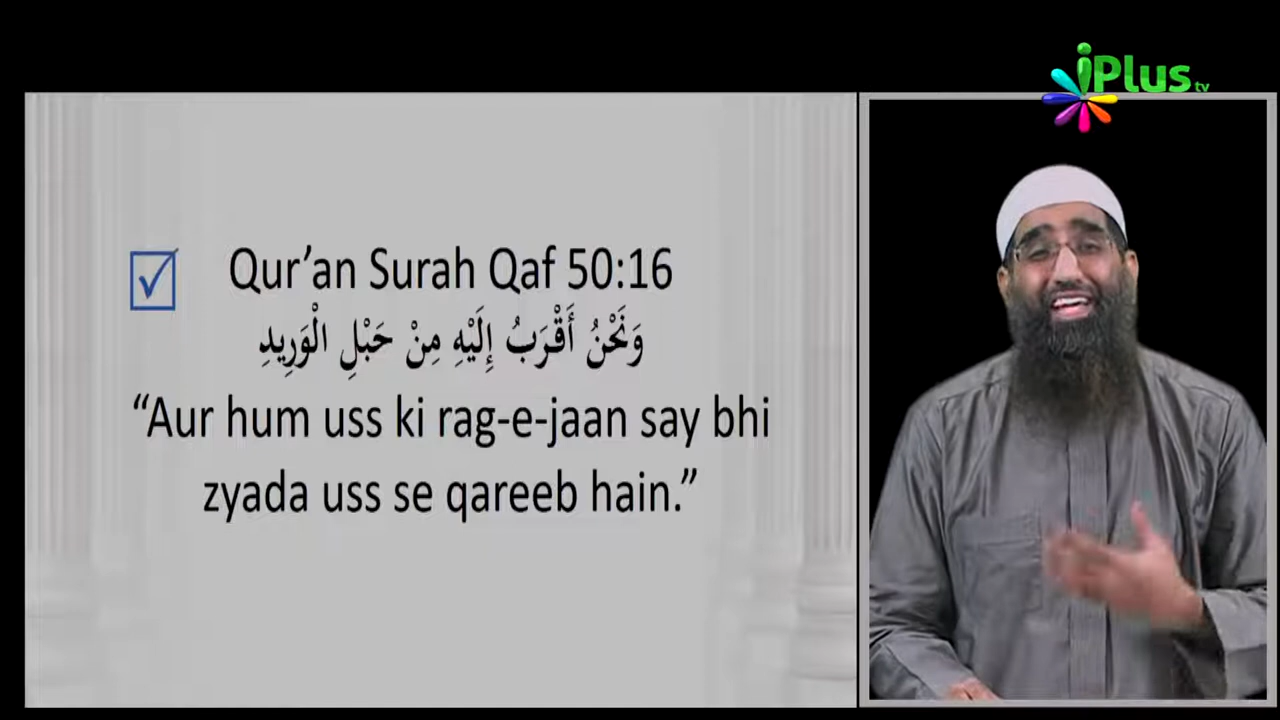 iPlus tv
Qur’an Surah Qaf 50:16
وَنَحْنُ أَقْرَبُ إِلَيْهِ مِنْ حَبْلِ الْوَرِيدِ
“Aur hum uss ki rag-e-jaan say bhi
zyada uss se qareeb hain.”